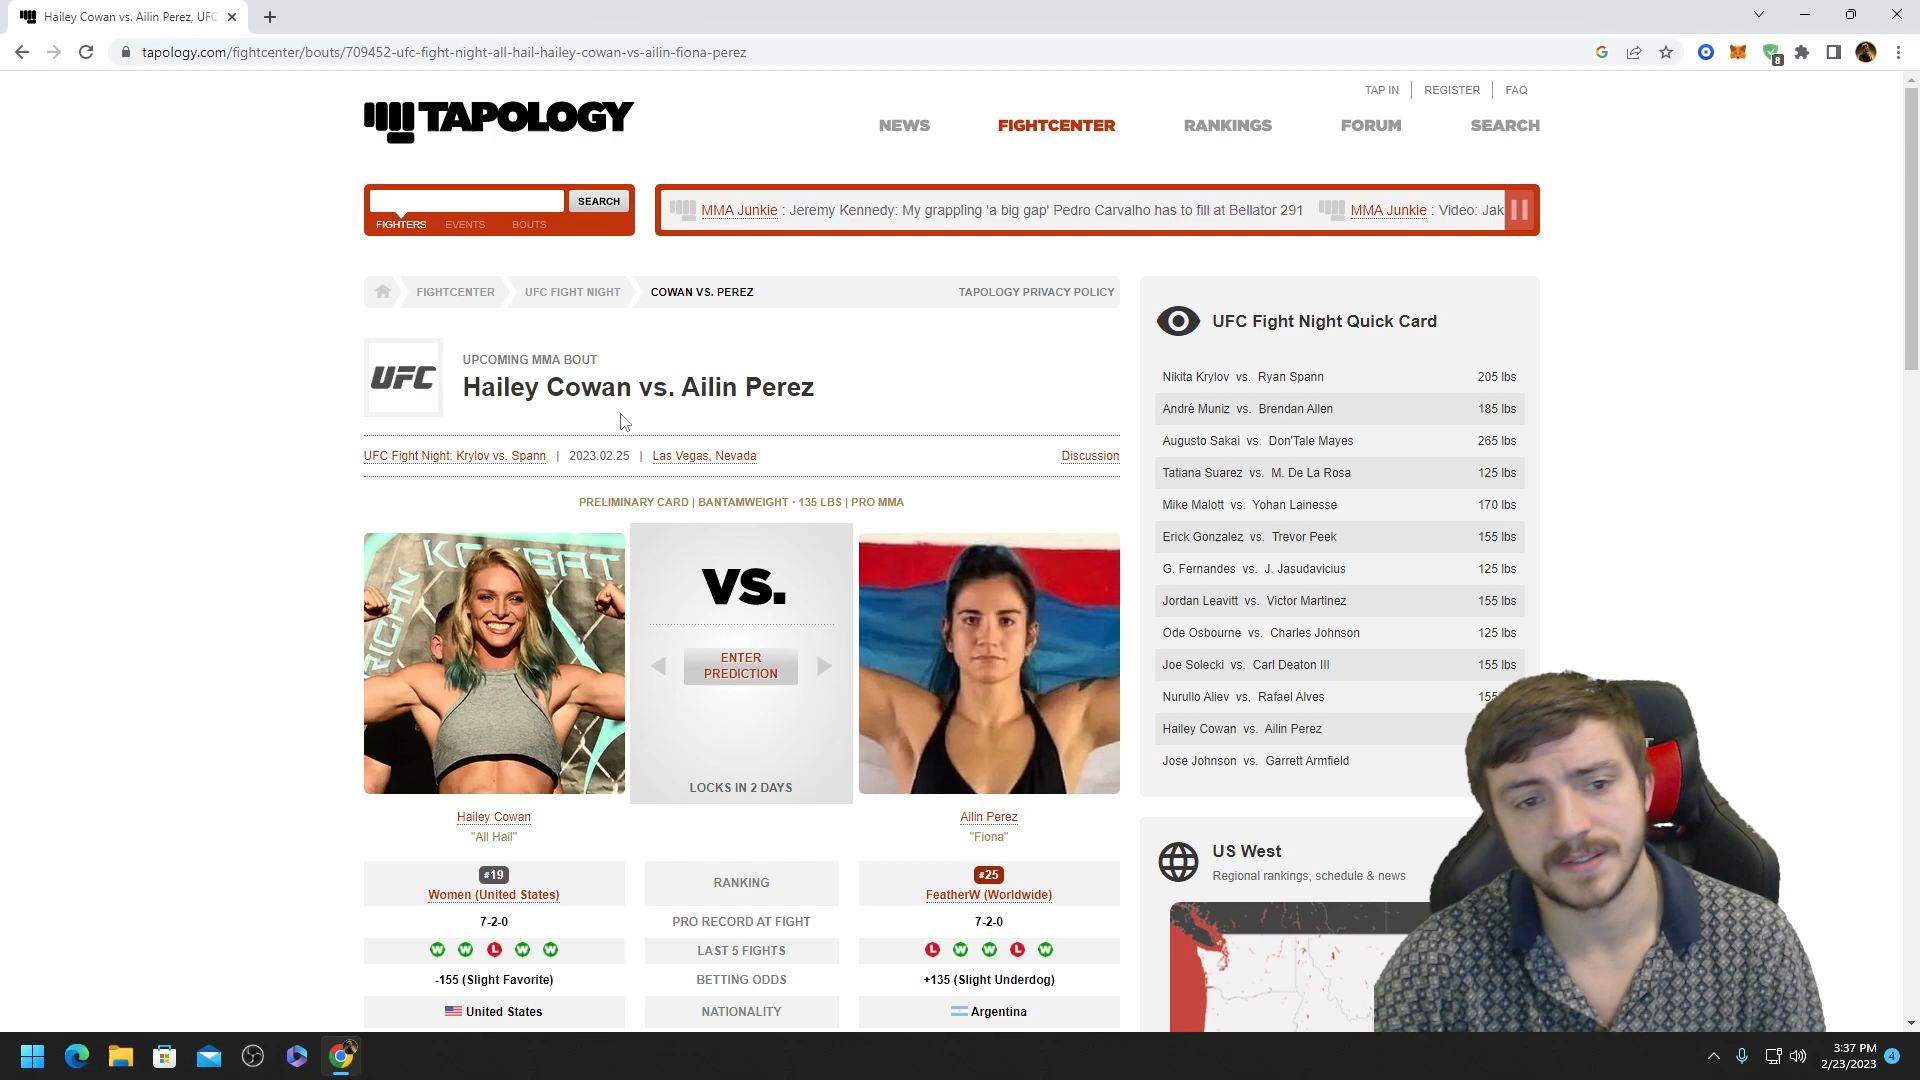 Hailey Cowan vs. Ailin Perez, UFC
tapology.com/fightcenter/bouts/709452-ufc-fight-night-all-hail-hailey-cowan-vs-ailin-fiona-perez
8
TAP IN REGISTER FAQ
TAPOLOGY
NEWS FIGHTCENTER RANKINGS FORUM SEARCH
SEARCH
FIGHTERS EVENTS BOUTS
MMA Junkie : Jeremy Kennedy: My grappling 'a big gap' Pedro Carvalho has to fill at Bellator 291 MMA Junkie : Video: Jak
FIGHTCENTER UFC FIGHT NIGHT COWAN VS. PEREZ TAPOLOGY PRIVACY POLICY
UFC
UPCOMING MMA BOUT
Hailey Cowan vs. Ailin Perez
UFC Fight Night: Krylov vs. Spann | 2023.02.25 | Las Vegas, Nevada Discussion
PRELIMINARY CARD | BANTAMWEIGHT · 135 LBS | PRO MMA
KOMBAT
VS.
ENTER
PREDICTION
LOCKS IN 2 DAYS
Hailey Cowan Ailin Perez
"All Hail" "Fiona"
#19 RANKING #25
Women (United States) FeatherW (Worldwide)
7-2-0 PRO RECORD AT FIGHT 7-2-0
W W L W W LAST 5 FIGHTS L W W L W
-155 (Slight Favorite) BETTING ODDS +135 (Slight Underdog)
United States NATIONALITY Argentina
UFC Fight Night Quick Card
Nikita Krylov vs. Ryan Spann 205 lbs
André Muniz vs. Brendan Allen 185 lbs
Augusto Sakai vs. Don'Tale Mayes 265 lbs
Tatiana Suarez vs. M. De La Rosa 125 lbs
Mike Malott vs. Yohan Lainesse 170 lbs
Erick Gonzalez vs. Trevor Peek 155 lbs
G. Fernandes vs. J. Jasudavicius 125 lbs
Jordan Leavitt vs. Victor Martinez 155 lbs
Ode Osbourne vs. Charles Johnson 125 lbs
Joe Solecki vs. Carl Deaton III 155 lbs
Nurullo Aliev vs. Rafael Alves 155
Hailey Cowan vs. Ailin Perez
Jose Johnson vs. Garrett Armfield
US West
Regional rankings, schedule & news
3:37 PM
2/23/2023
4